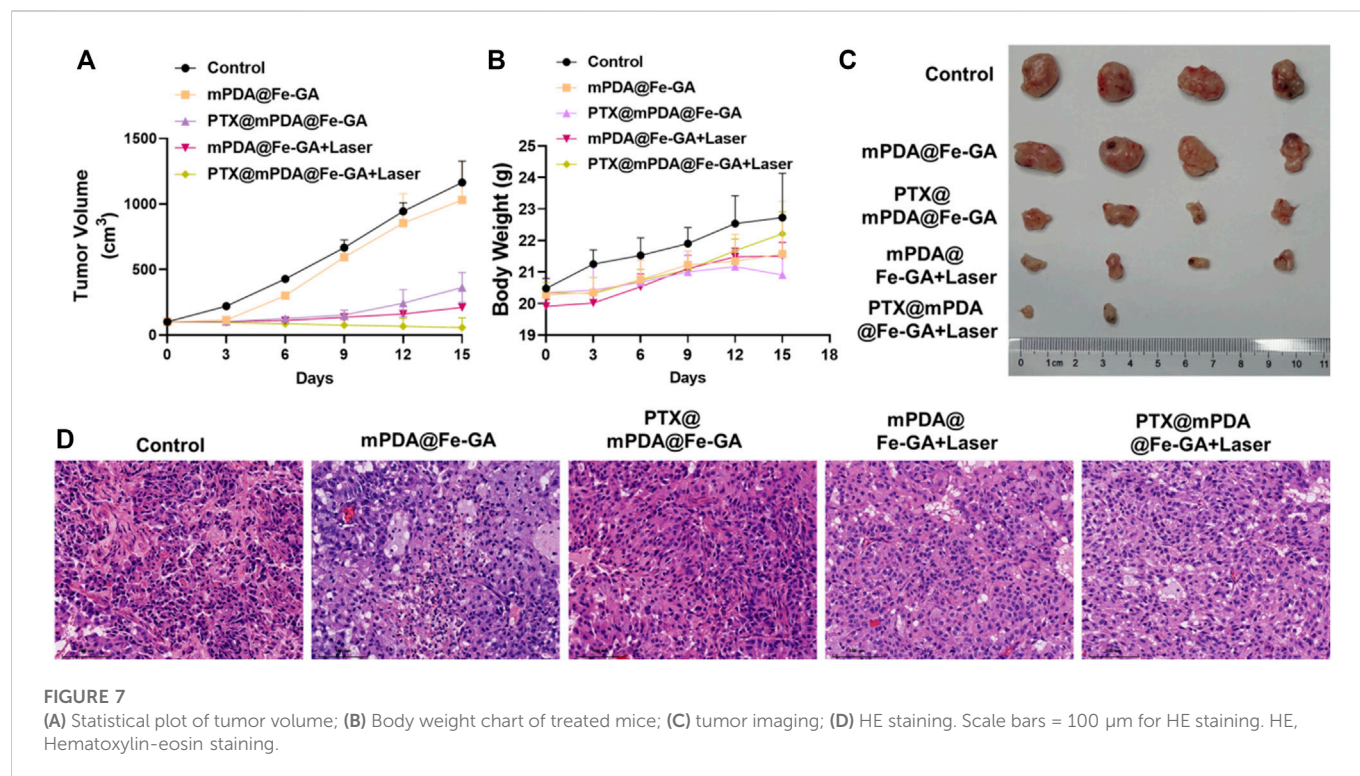 A
Control
mPDA@Fe-GA
PTX@mPDA@Fe-GA
mPDA@Fe-GA+Laser
PTX@mPDA@Fe-GA+Laser
Tumor Volume
(cm3)
1500
1000
500
0
0 3 6 9 12 15
Days
B
Control
mPDA@Fe-GA
PTX@mPDA@Fe-GA
mPDA@Fe-GA+Laser
PTX@mPDA@Fe-GA+Laser
Body Weight (g)
25
24
23
22
21
20
19
0 3 6 9 12 15 18
Days
C
Control
mPDA@Fe-GA
PTX@
mPDA@Fe-GA
mPDA@
Fe-GA+Laser
PTX@mPDA
@Fe-GA+Laser
0 1cm 2 3 4 5 6 7 8 9 10 11
D
Control
mPDA@Fe-GA
PTX@
mPDA@Fe-GA
mPDA@
Fe-GA+Laser
PTX@mPDA
@Fe-GA+Laser
FIGURE 7
(A) Statistical plot of tumor volume; (B) Body weight chart of treated mice; (C) tumor imaging; (D) HE staining. Scale bars = 100 μm for HE staining. HE,
Hematoxylin-eosin staining.